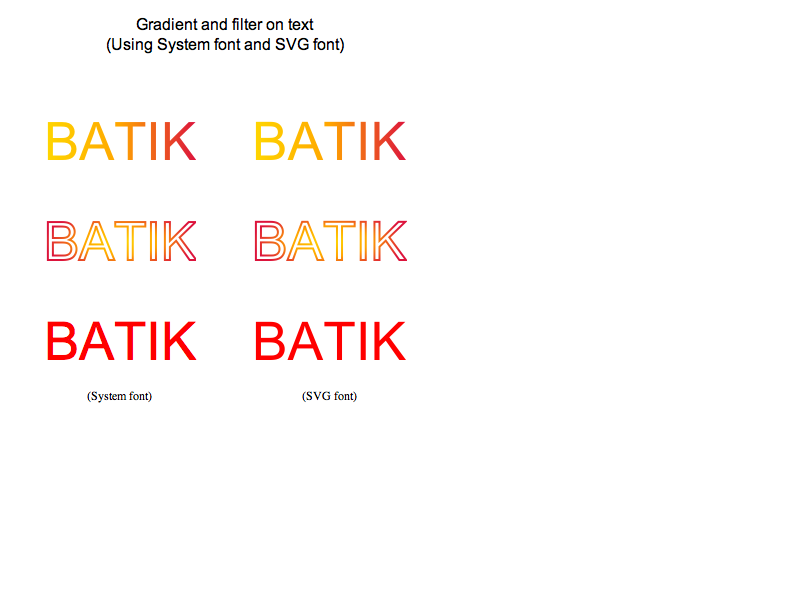 Gradient and filter on text
(Using System font and SVG font)
BATIK BATIK
BATIK BATIK
BATIK BATIK
(System font) (SVG font)